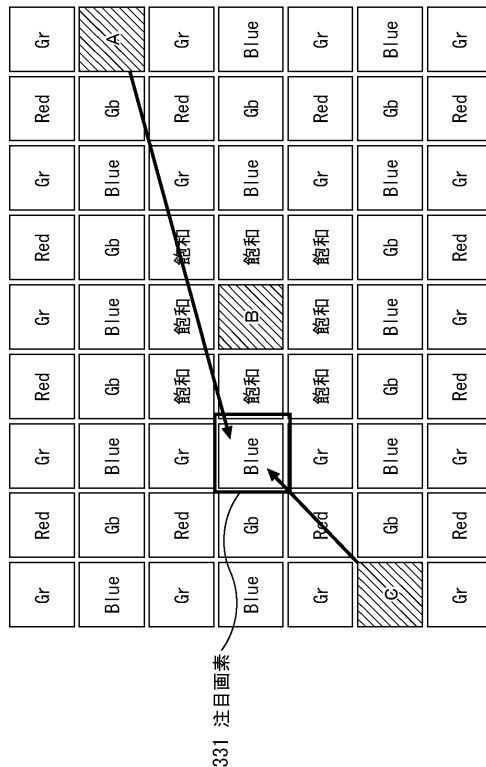 Gr Red Gr Red Gr Red Gr Red Gr
Blue Gb Blue Gb Blue Gb Blue Gb A
Gr Red Gr 飽和 飽和 飽和 Gr Red Gr
331 注目画素
Blue Gb Blue 飽和 B 飽和 Blue Gb Blue
Gr Red Gr 飽和 飽和 飽和 Gr Red Gr
C Gb Blue Gb Blue Gb Blue Gb Blue
Gr Red Gr Red Gr Red Gr Red Gr